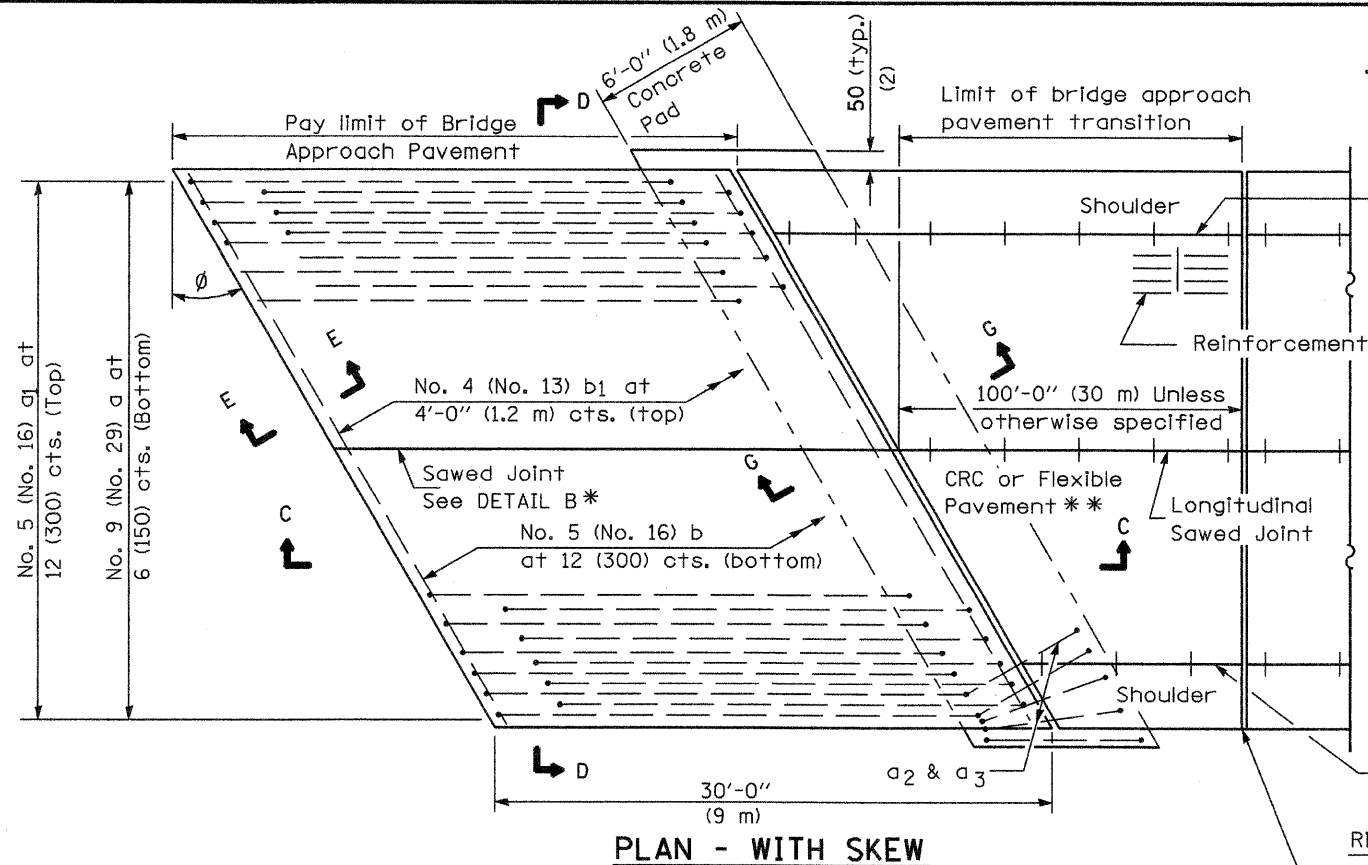 6'-0" (1.8 m)
Concrete
Pad
D
50 (typ.)
(2)
Pay limit of Bridge
Approach Pavement
Limit of bridge approach
pavement transition
Shoulder
Ø
Reinforcement
E
E
G
No. 4 (No. 13) b1 at
4'-0" (1.2 m) cts. (top)
100'-0" (30 m) Unless
otherwise specified
No. 5 (No. 16) a1 at
12 (300) cts. (Top)
No. 9 (No. 29) a at
6 (150) cts. (Bottom)
Sawed Joint
See DETAIL B*
G
CRC or Flexible
Pavement **
Longitudinal
Sawed Joint
C
C
No. 5 (No. 16) b
at 12 (300) cts. (bottom)
Shoulder
D
a2 & a3
30'-0"
(9 m)
PLAN - WITH SKEW